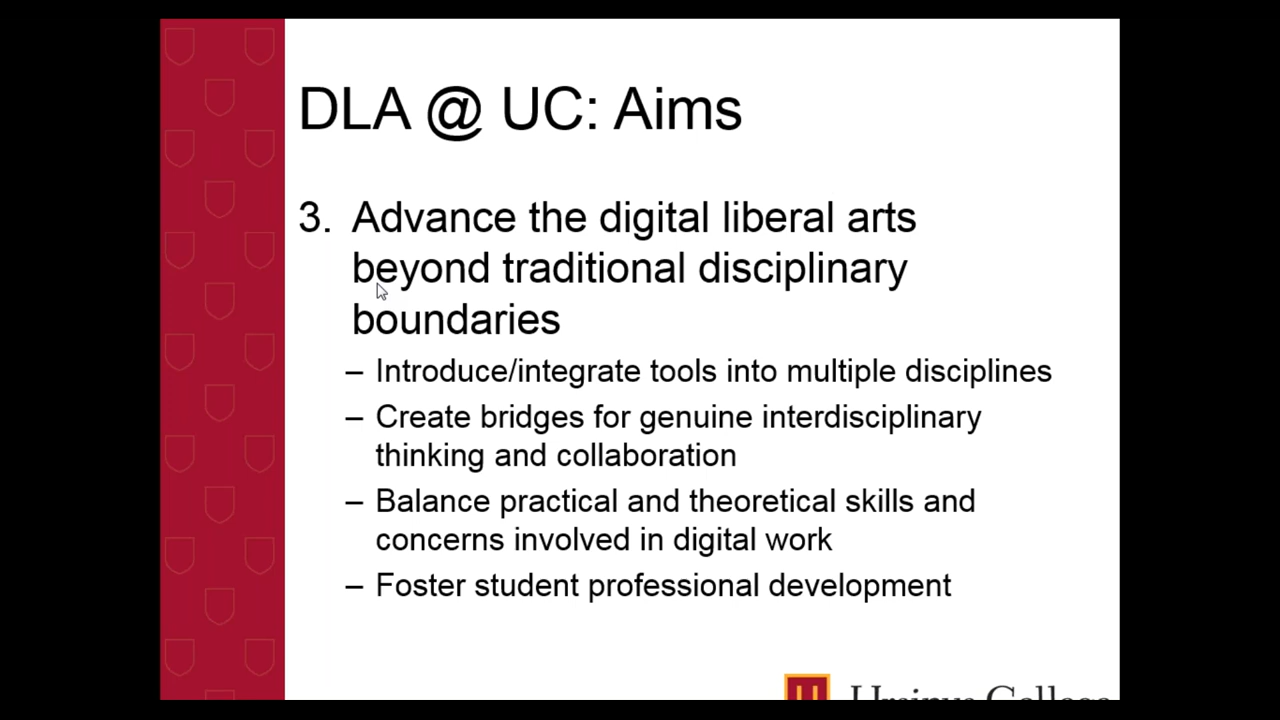 DLA @ UC: Aims
3. Advance the digital liberal arts
beyond traditional disciplinary
boundaries
– Introduce/integrate tools into multiple disciplines
– Create bridges for genuine interdisciplinary
thinking and collaboration
– Balance practical and theoretical skills and
concerns involved in digital work
– Foster student professional development
U Ursinus College